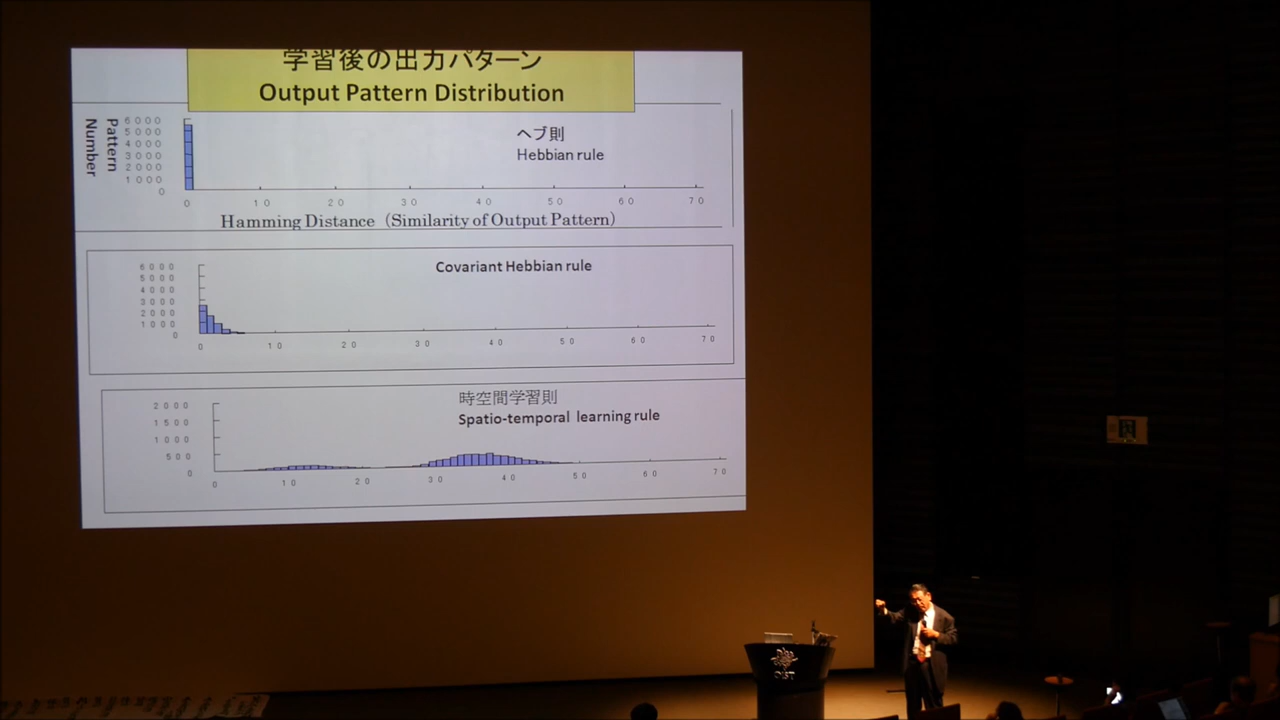 学習後の出力パターン
Output Pattern Distribution
Pattern
Number
6000
5000
4000
3000
2000
1000
0
ヘブ則
Hebbian rule
0 10 20 30 40 50 60 70
Hamming Distance (Similarity of Output Pattern)
Covariant Hebbian rule
6000
5000
4000
3000
2000
1000
0
0 10 20 30 40 50 60 70
時空間学習則
Spatio-temporal learning rule
2000
1500
1000
500
0
0 10 20 30 40 50 60 70
OIST